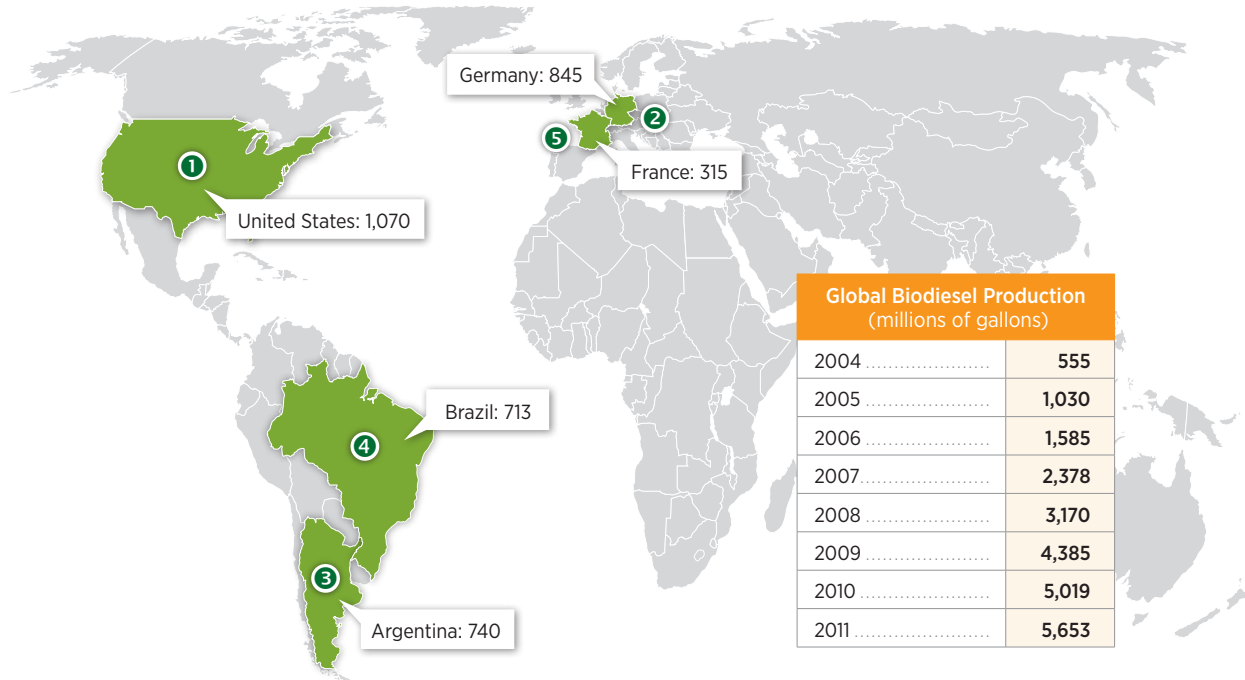 Germany: 845
2
5
France: 315
1
United States: 1,070
Brazil: 713
4
3
Argentina: 740
Global Biodiesel Production
(millions of gallons)
2004 ...................... 555
2005 ...................... 1,030
2006 ...................... 1,585
2007 ...................... 2,378
2008 ...................... 3,170
2009 ...................... 4,385
2010 ...................... 5,019
2011 ...................... 5,653